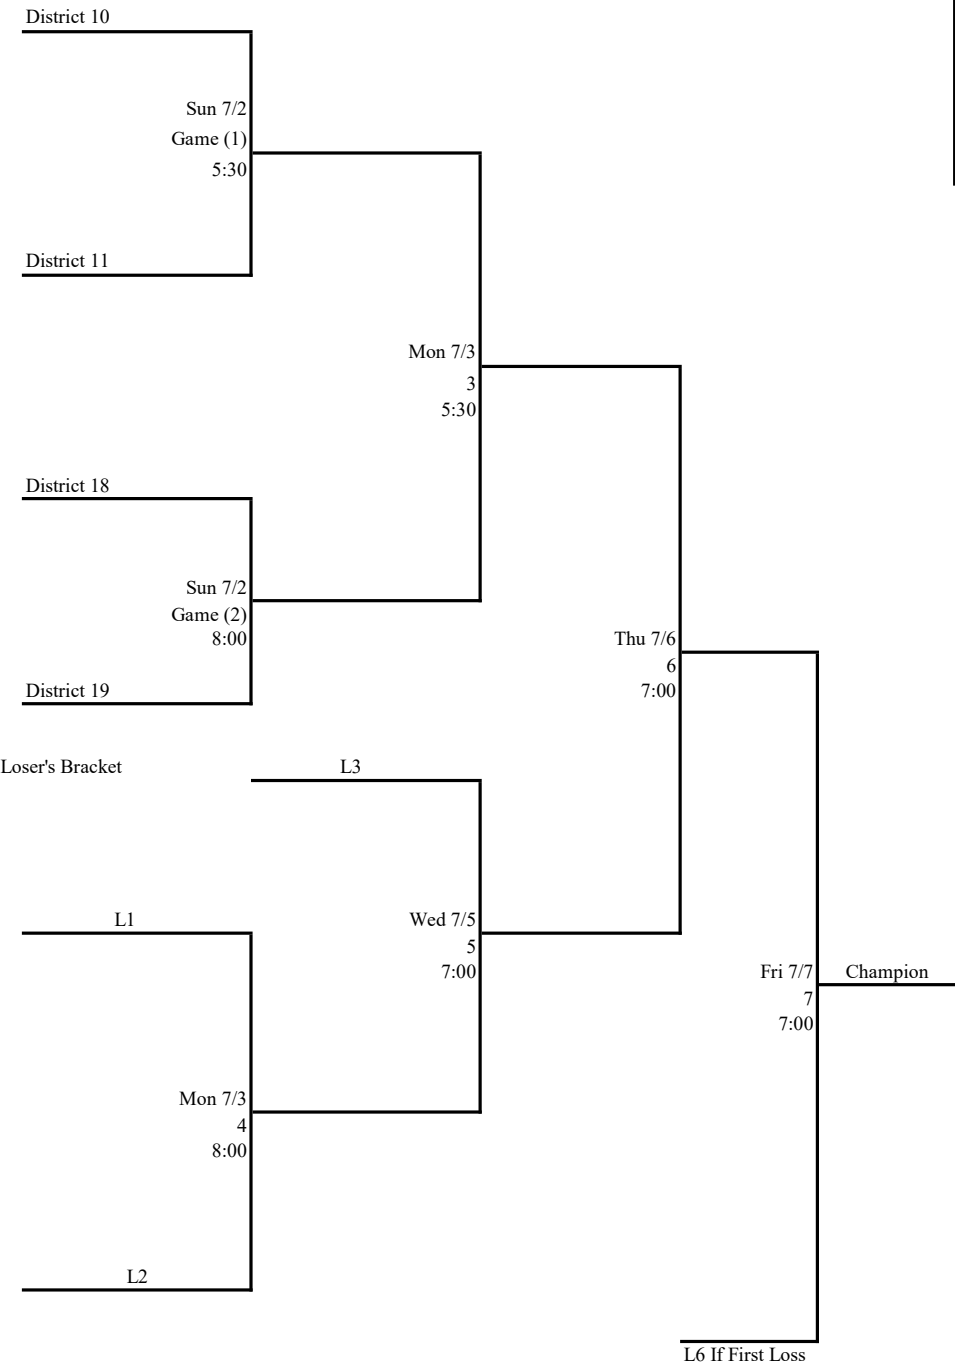 District 10
Sun 7/2
Game (1)
5:30
District 11
Mon 7/3
3
5:30
District 18
Sun 7/2
Game (2)
8:00
District 19
Thu 7/6
6
7:00
Loser's Bracket
L3
L1
Wed 7/5
5
7:00
Fri 7/7
7
7:00
Champion
Mon 7/3
4
8:00
L2
L6 If First Loss